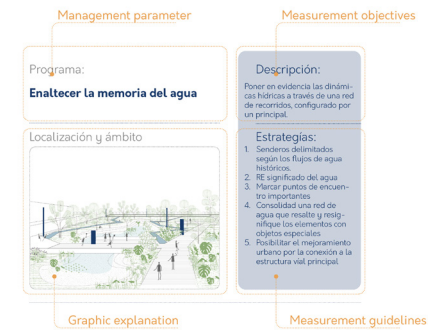 Management parameter
Measurement objectives
Programa:
Enaltecer la memoria del agua
Descripción:
Poner en evidencia las dinámi-
cas hídricas a través de una red
de recorridos, configurado por
un principal.
Localización y ámbito
Estrategías:
1. Senderos delimitados
según los flujos de agua
históricos.
2. RE significado del agua
3. Marcar puntos de encuen-
tro importantes
4. Consolidad una red de
agua que resalte y resig-
nifique los elementos con
objetos especiales
5. Posibilitar el mejoramiento
urbano por la conexión a la
estructura vial principal.
Graphic explanation
Measurement guidelines